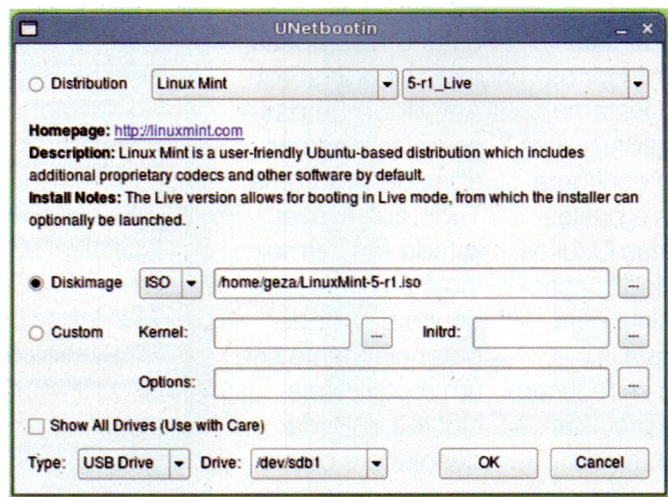 UNetbootin
Distribution Linux Mint 5-r1_Live
Homepage: http://linuxmint.com
Description: Linux Mint is a user-friendly Ubuntu-based distribution which includes
additional proprietary codecs and other software by default.
Install Notes: The Live version allows for booting in Live mode, from which the installer can
optionally be launched.
Diskimage ISO /home/geza/LinuxMint-5-r1.iso ...
Custom Kernel: ... Initrd: ...
Options: ...
Show All Drives (Use with Care)
Type: USB Drive Drive: /dev/sdb1 OK Cancel